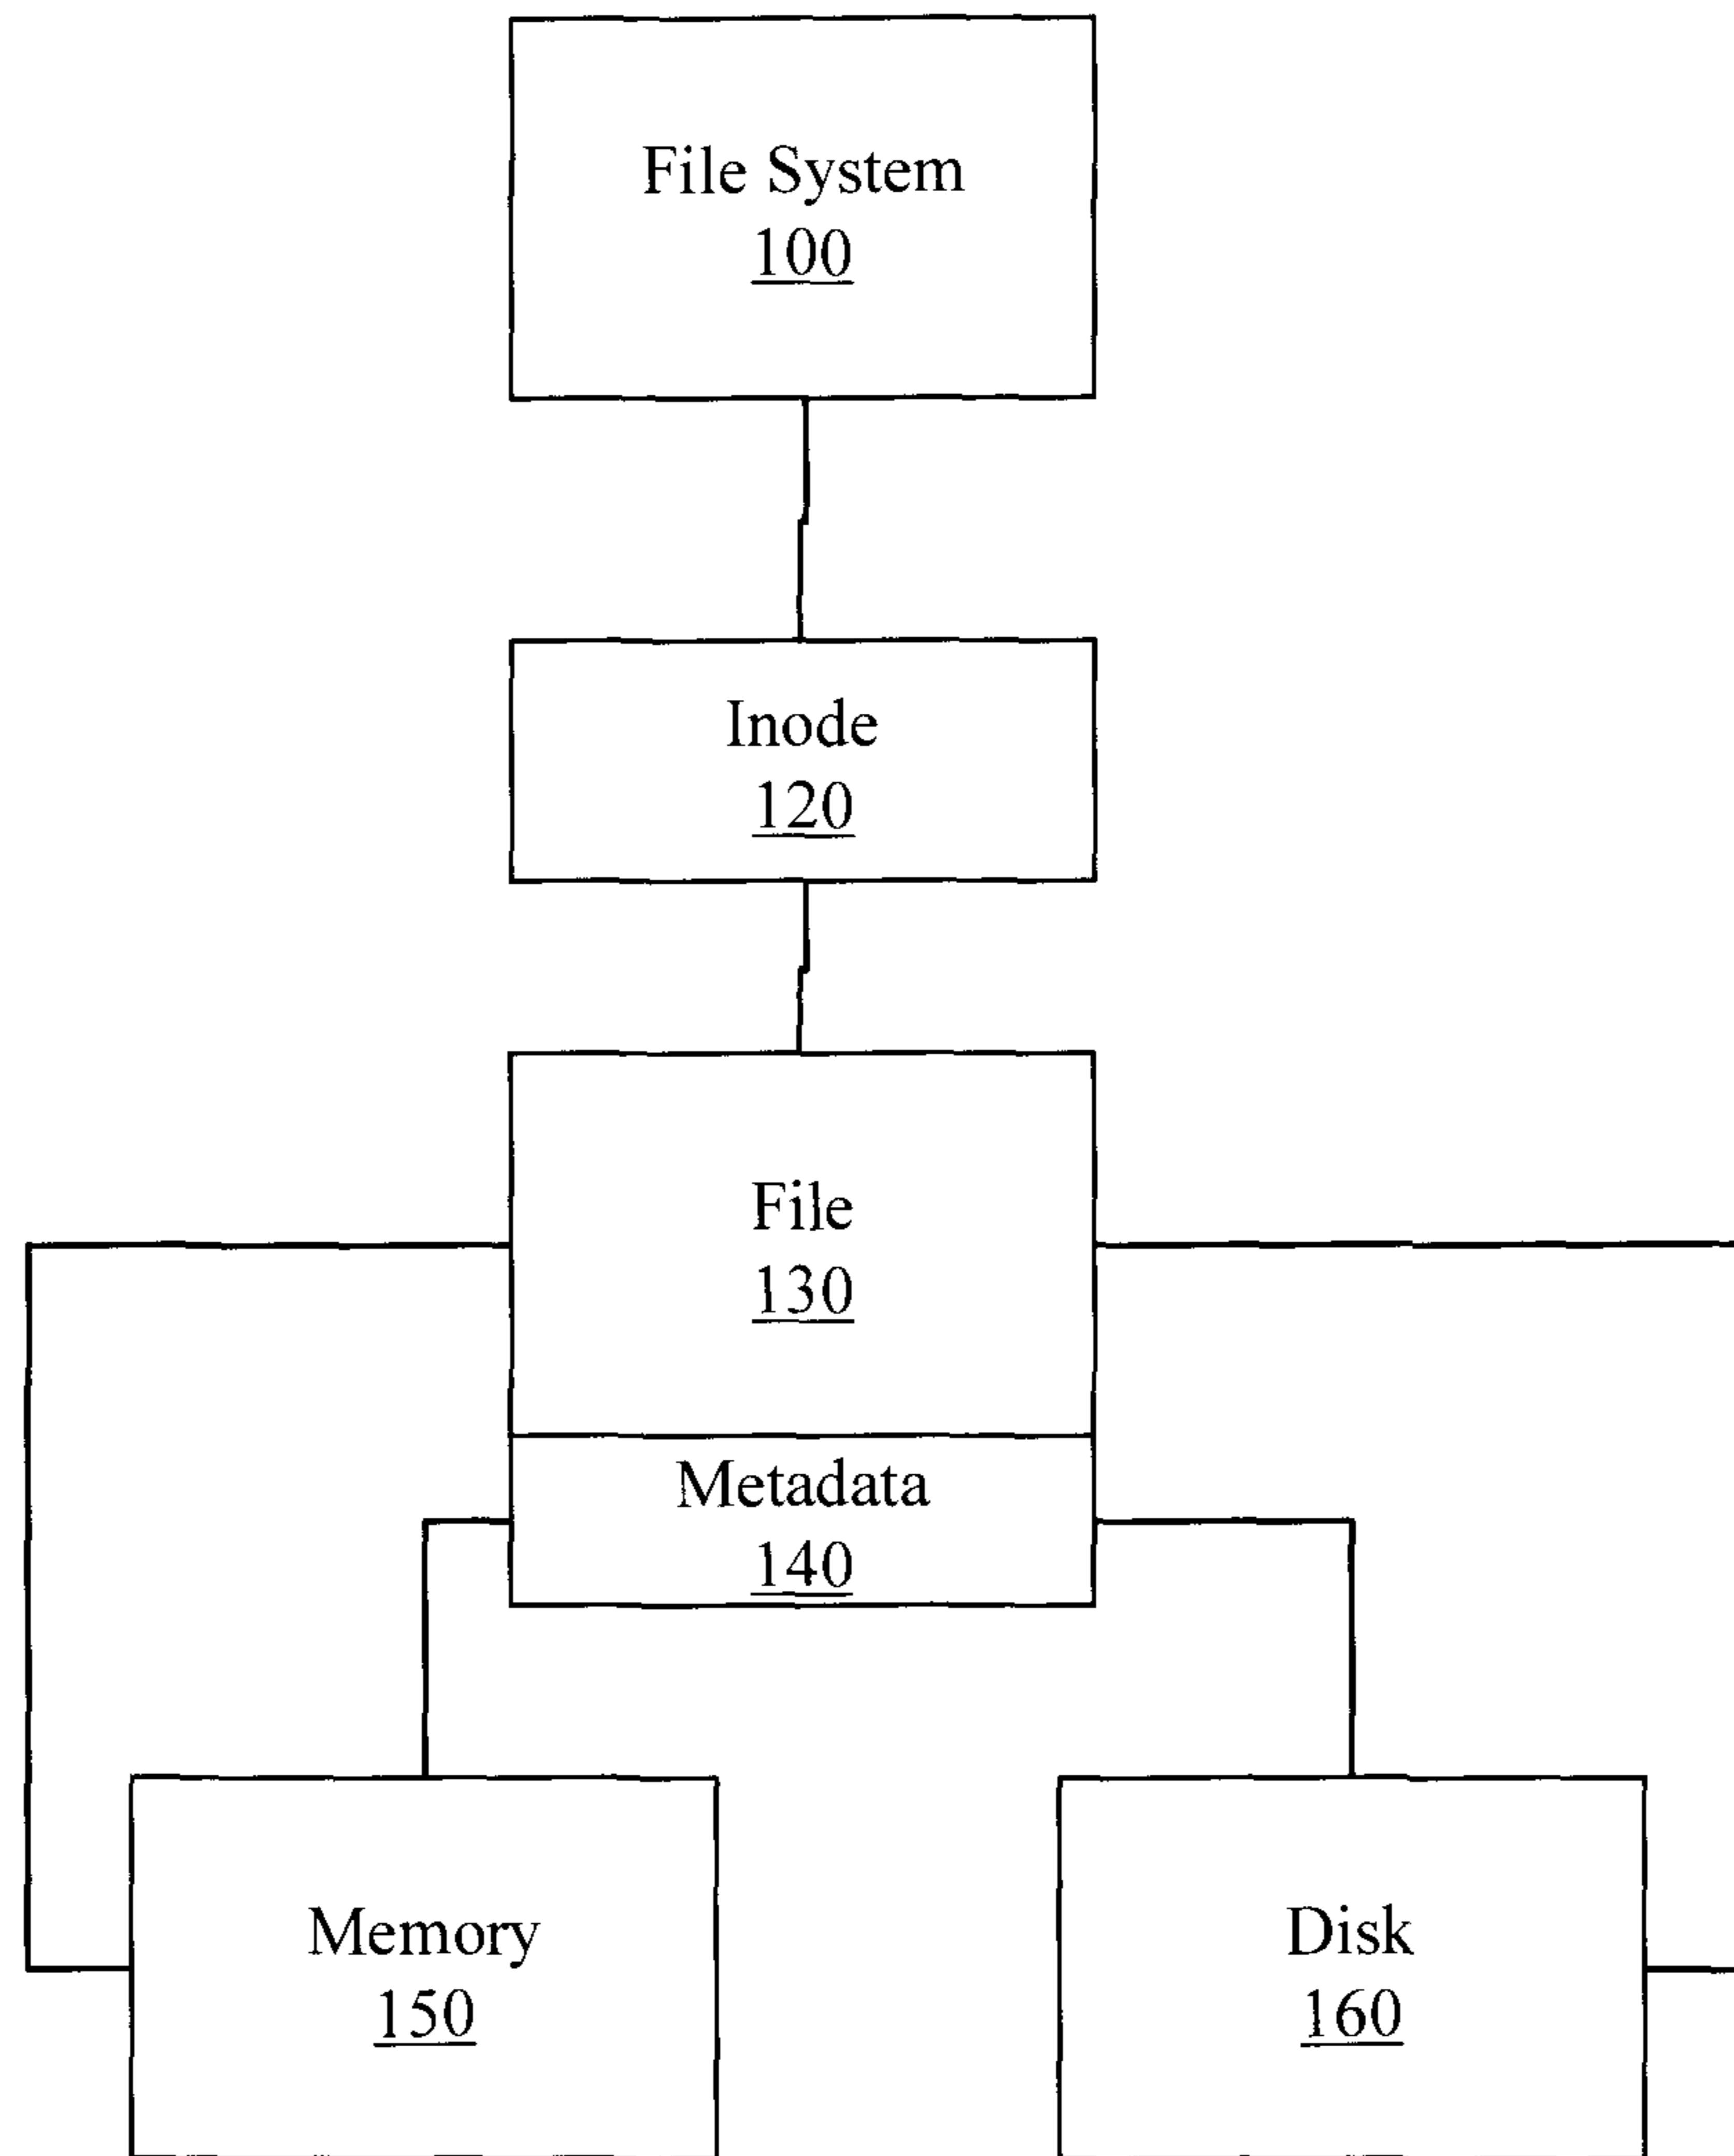 File System
100
Inode
120
File
130
Metadata
140
Memory
150
Disk
160